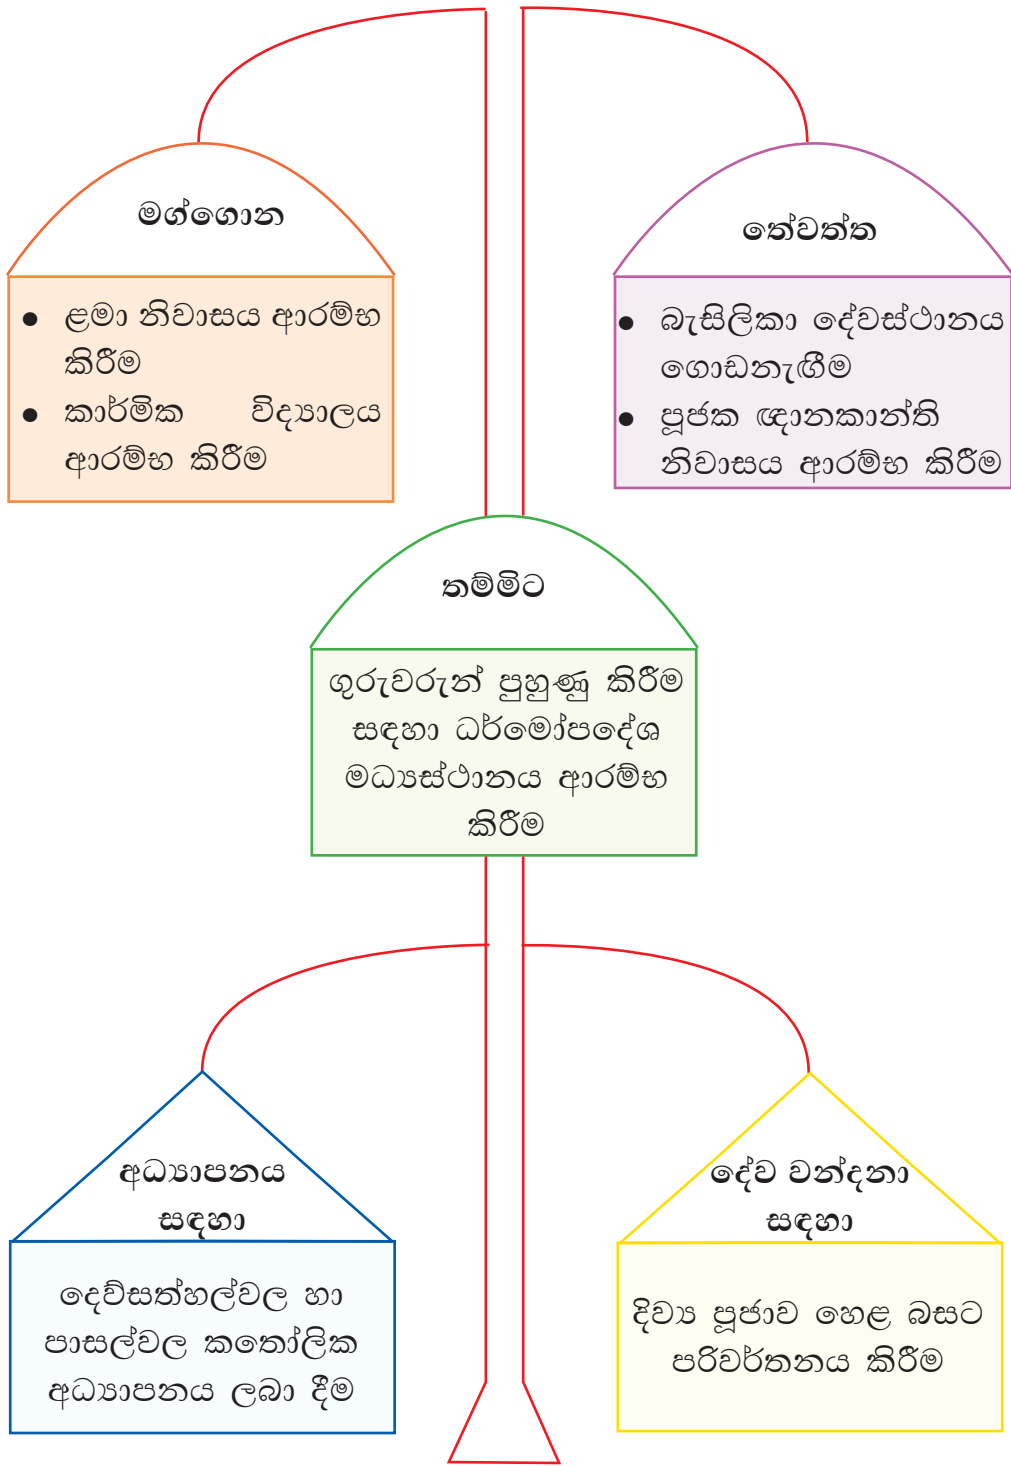 මග්ගොන
● ළමා නිවාසය ආරම්භ
කිරීම
● කාර්මික විද්‍යාලය
ආරම්භ කිරීම
තේවත්ත
● බැසිලිකා දේවස්ථානය
ගොඩනැඟීම
● පූජක ඥානකාන්ති
නිවාසය ආරම්භ කිරීම
තම්මිට
ගුරුවරුන් පුහුණු කිරීම
සඳහා ධර්මෝපදේශ
මධ්‍යස්ථානය ආරම්භ
කිරීම
අධ්‍යාපනය
සඳහා
දෙව්සත්හල්වල හා
පාසල්වල කතෝලික
අධ්‍යාපනය ලබා දීම
දේව වන්දනා
සඳහා
දිව්‍ය පූජාව හෙළ බසට
පරිවර්තනය කිරීම